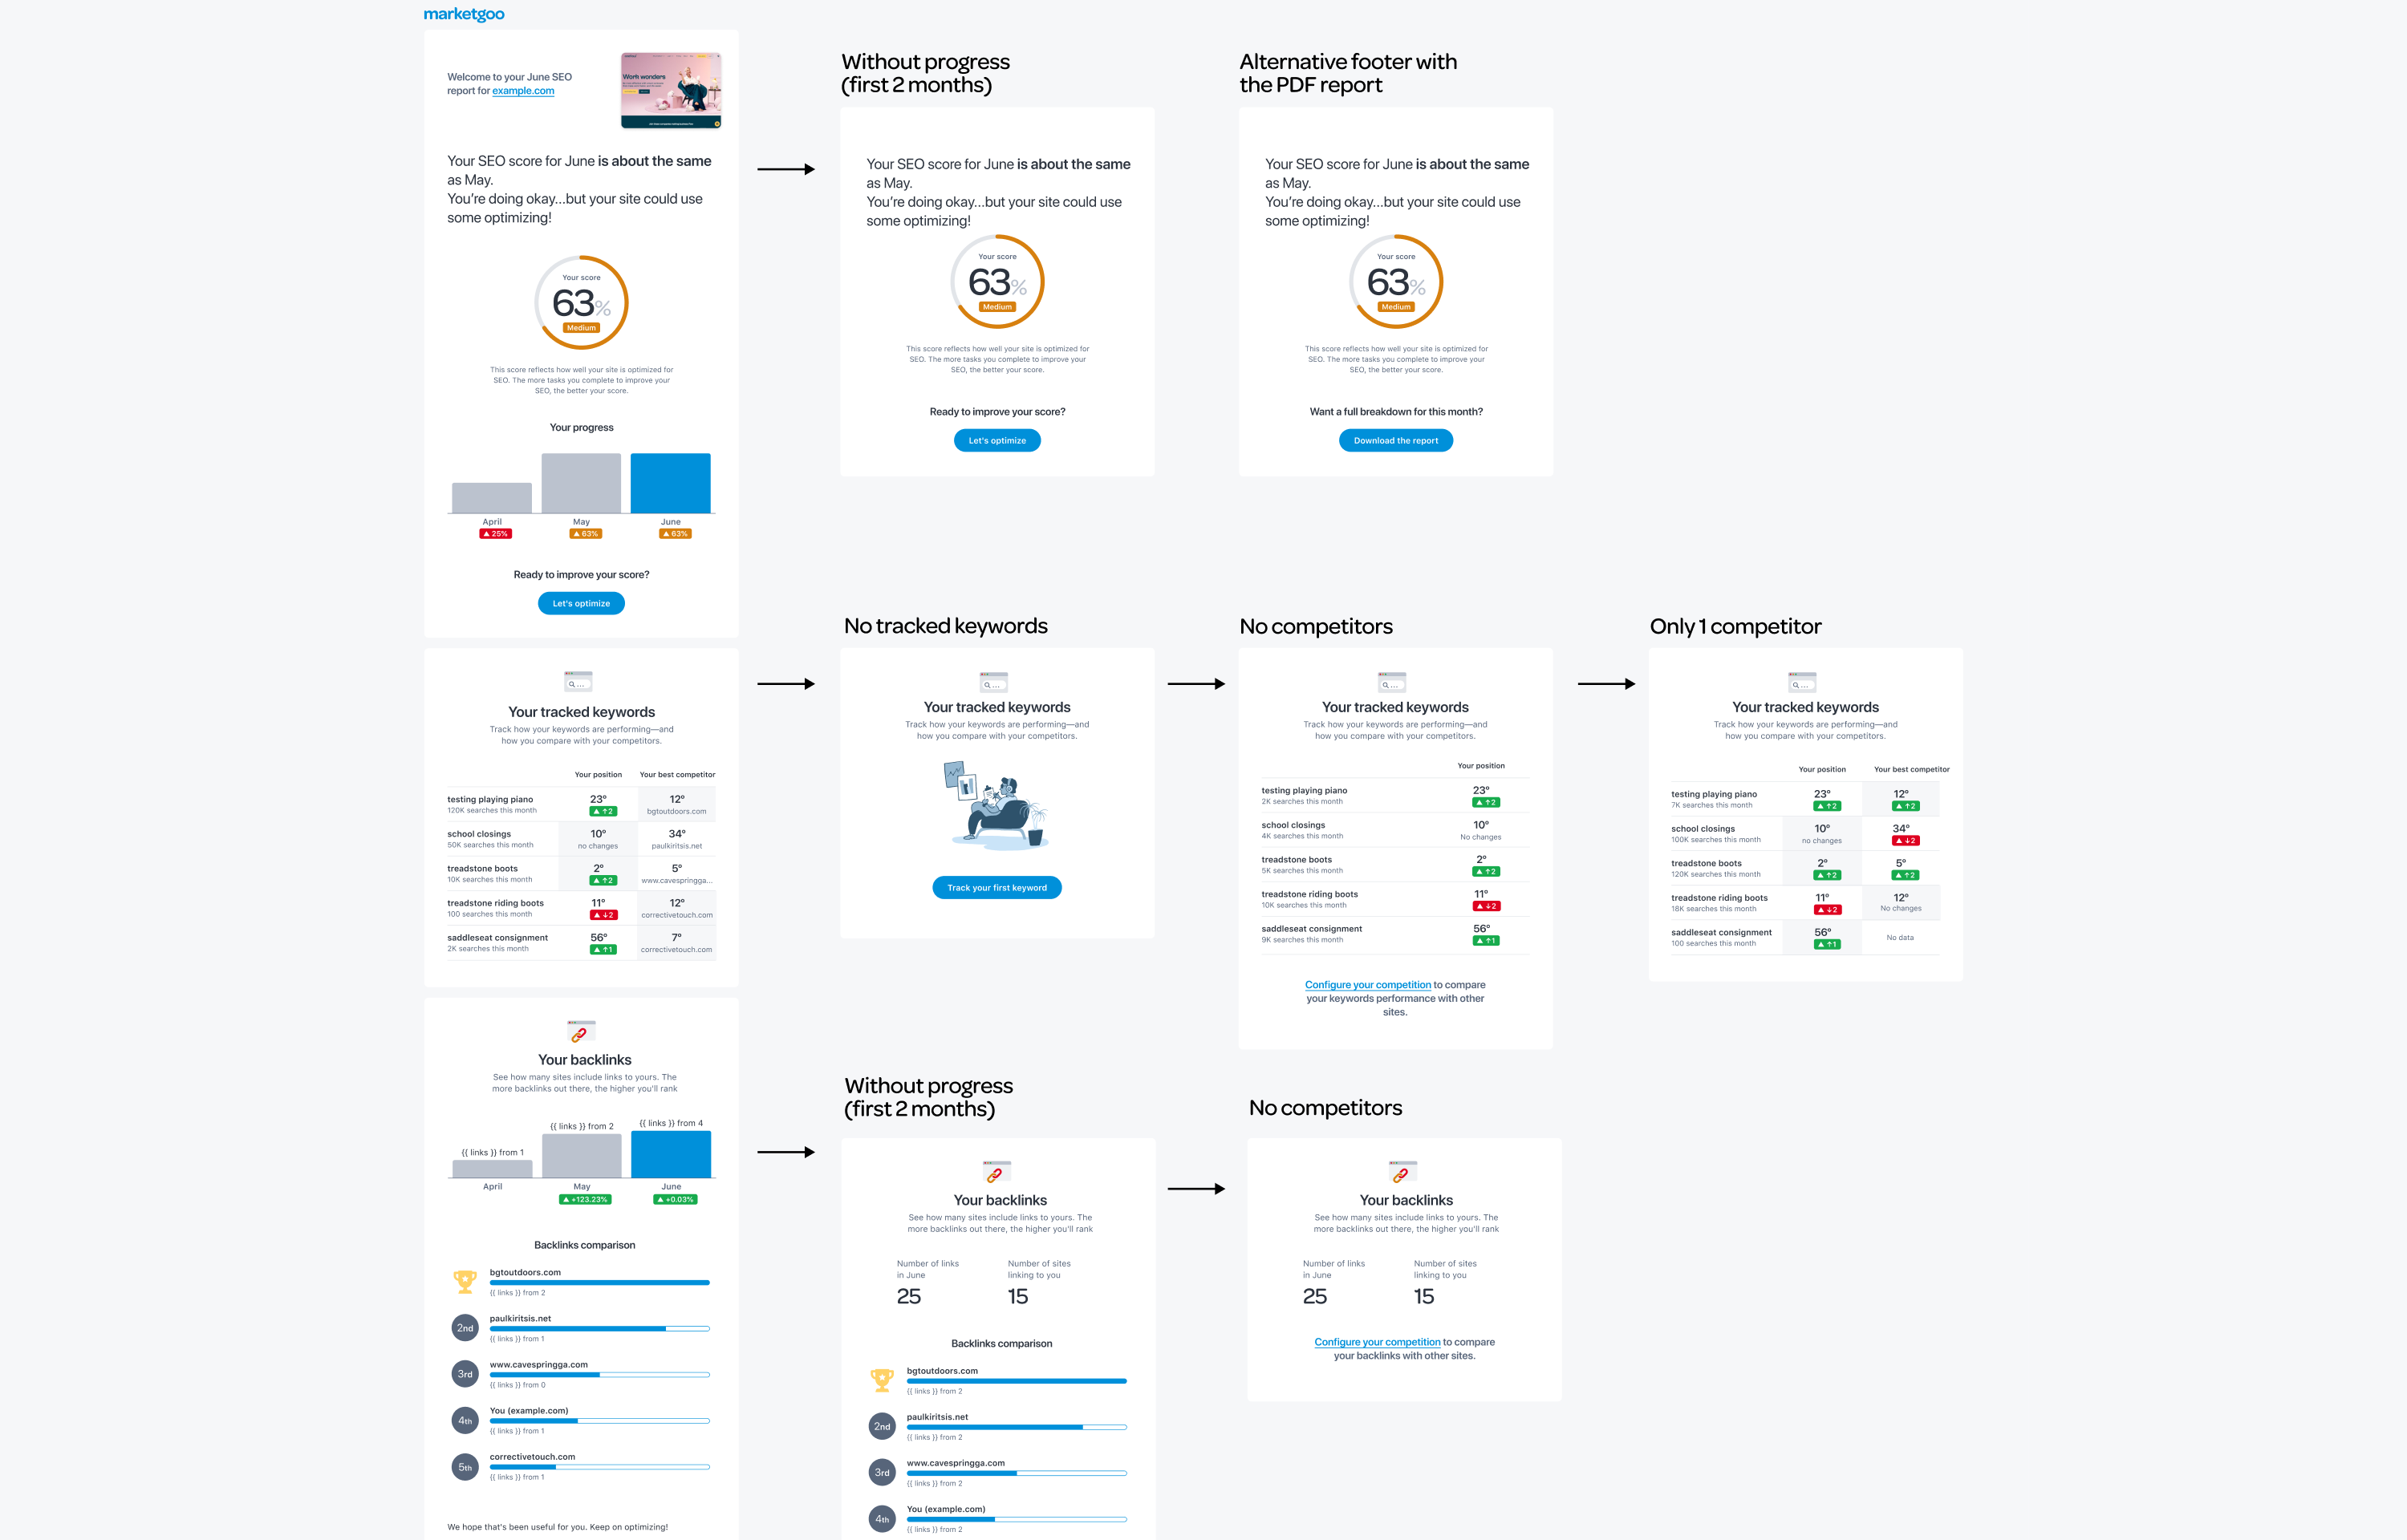 marketgoo
Welcome to your June SEO
report for example.com
Work wonders
Your SEO score for June is about the same
as May.
You're doing okay...but your site could use
some optimizing!
Your score
63%
Medium
This score reflects how well your site is optimized for
SEO. The more tasks you complete to improve your
SEO, the better your score.
Your progress
April
May
June
▲ 25%
▲ 63%
▲ 63%
Ready to improve your score?
Let's optimize
Without progress
(first 2 months)
Your SEO score for June is about the same
as May.
You're doing okay...but your site could use
some optimizing!
Your score
63%
Medium
This score reflects how well your site is optimized for
SEO. The more tasks you complete to improve your
SEO, the better your score.
Ready to improve your score?
Let's optimize
Alternative footer with
the PDF report
Your SEO score for June is about the same
as May.
You're doing okay...but your site could use
some optimizing!
Your score
63%
Medium
This score reflects how well your site is optimized for
SEO. The more tasks you complete to improve your
SEO, the better your score.
Want a full breakdown for this month?
Download the report
Your tracked keywords
Track how your keywords are performing—and
how you compare with your competitors.
Your position Your best competitor
testing playing piano 23º 12º
120K searches this month ▲ ↑2 bgtoutdoors.com
school closings 10º 34º
50K searches this month no changes paulkiritsis.net
treadstone boots 2º 5º
10K searches this month ▲ ↑2 www.cavespringga...
treadstone riding boots 11º 12º
100 searches this month ▲ ↓2 correctivetouch.com
saddleseat consignment 56º 7º
2K searches this month ▲ ↑1 correctivetouch.com
No tracked keywords
Your tracked keywords
Track how your keywords are performing—and
how you compare with your competitors.
Track your first keyword
No competitors
Your tracked keywords
Track how your keywords are performing—and
how you compare with your competitors.
Your position
testing playing piano 23º
2K searches this month ▲ ↑2
school closings 10º
4K searches this month No changes
treadstone boots 2º
5K searches this month ▲ ↑2
treadstone riding boots 11º
10K searches this month ▲ ↓2
saddleseat consignment 56º
9K searches this month ▲ ↑1
Configure your competition to compare
your keywords performance with other
sites.
Only 1 competitor
Your tracked keywords
Track how your keywords are performing—and
how you compare with your competitors.
Your position Your best competitor
testing playing piano 23º 12º
7K searches this month ▲ ↑2 ▲ ↑2
school closings 10º 34º
100K searches this month no changes ▲ ↓2
treadstone boots 2º 5º
120K searches this month ▲ ↑2 ▲ ↑2
treadstone riding boots 11º 12º
18K searches this month ▲ ↓2 No changes
saddleseat consignment 56º No data
100 searches this month ▲ ↑1
Your backlinks
See how many sites include links to yours. The
more backlinks out there, the higher you'll rank
{{ links }} from 1
{{ links }} from 2
{{ links }} from 4
April
May
June
▲ +123.23%
▲ +0.03%
Backlinks comparison
bgtoutdoors.com
{{ links }} from 2
2nd
paulkiritsis.net
{{ links }} from 1
3rd
www.cavespringga.com
{{ links }} from 0
4th
You (example.com)
{{ links }} from 1
5th
correctivetouch.com
{{ links }} from 1
We hope that's been useful for you. Keep on optimizing!
Without progress
(first 2 months)
Your backlinks
See how many sites include links to yours. The
more backlinks out there, the higher you'll rank
Number of links
in June
25
Number of sites
linking to you
15
Backlinks comparison
bgtoutdoors.com
{{ links }} from 2
2nd
paulkiritsis.net
{{ links }} from 2
3rd
www.cavespringga.com
{{ links }} from 2
4th
You (example.com)
{{ links }} from 2
No competitors
Your backlinks
See how many sites include links to yours. The
more backlinks out there, the higher you'll rank
Number of links
in June
25
Number of sites
linking to you
15
Configure your competition to compare
your backlinks with other sites.